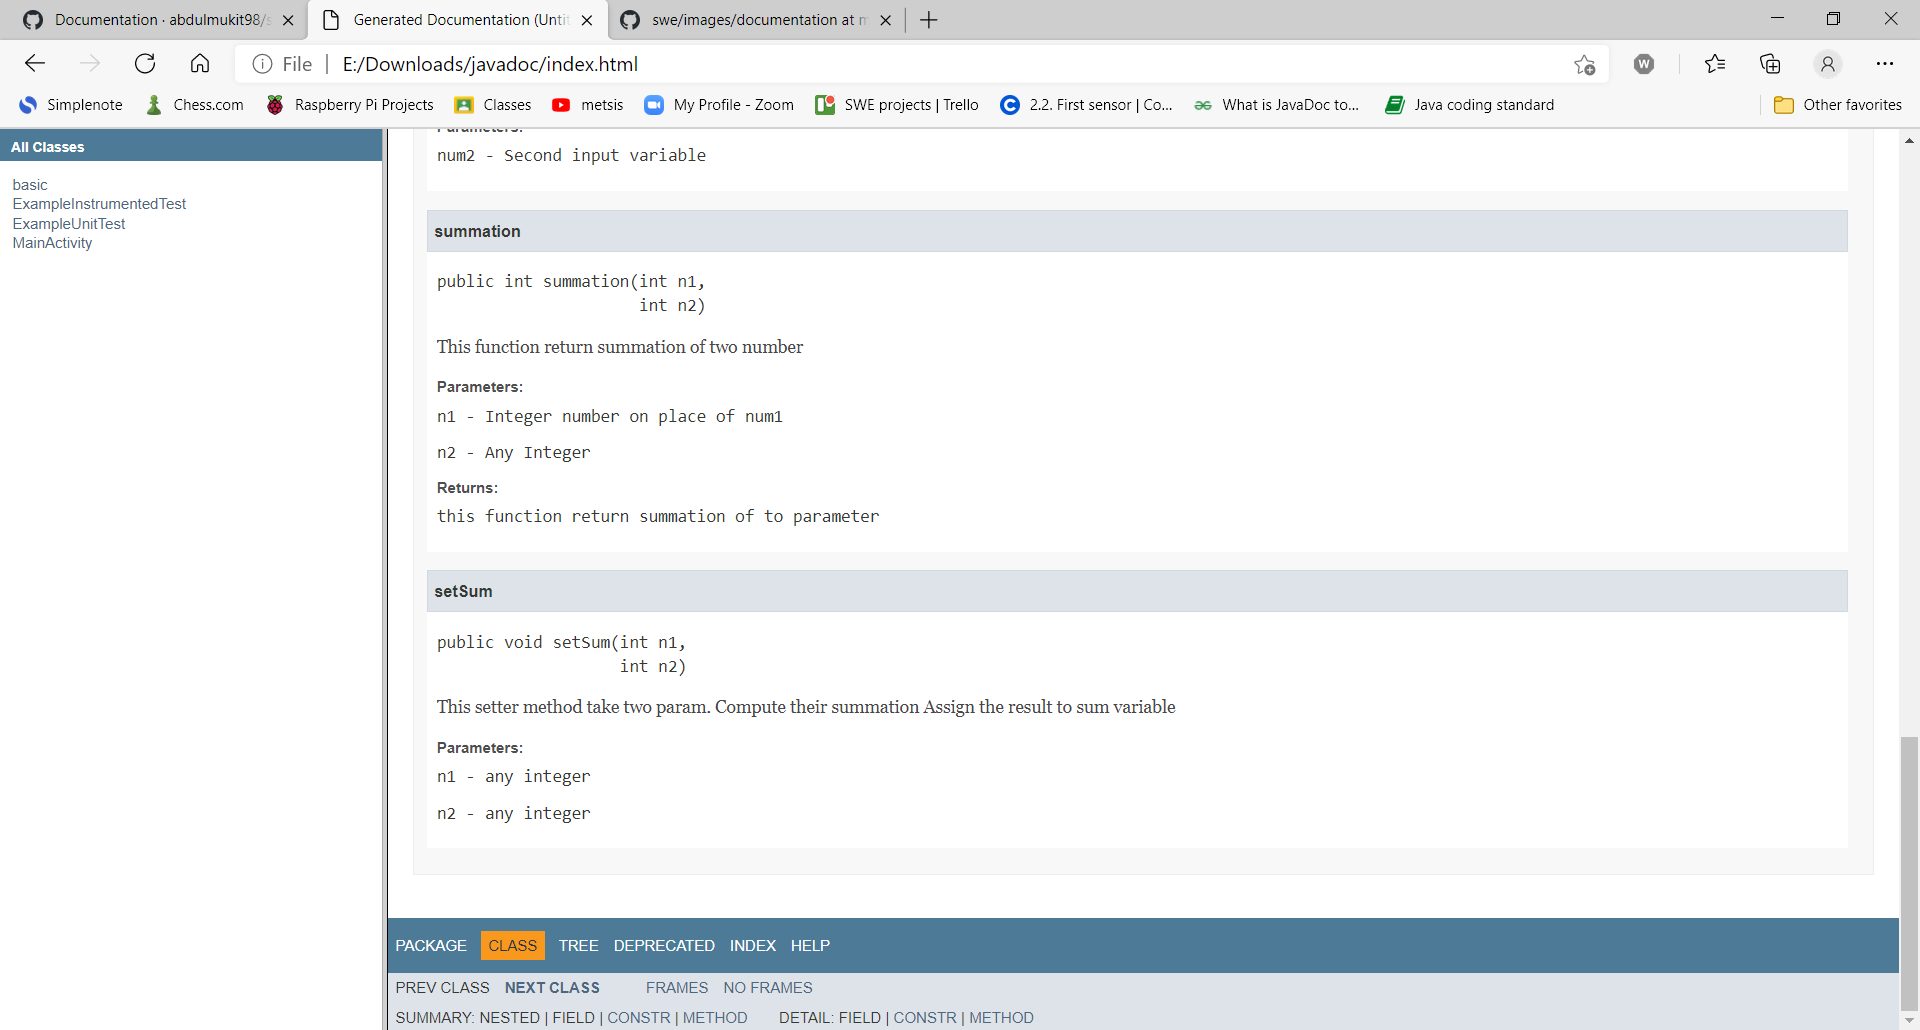 Documentation · abdulmukit98/s
Generated Documentation (Untit
swe/images/documentation at m
File
E:/Downloads/javadoc/index.html
W
Simplenote
Chess.com
Raspberry Pi Projects
Classes
metsis
My Profile - Zoom
SWE projects | Trello
2.2. First sensor | Co...
What is JavaDoc to...
Java coding standard
Other favorites
All Classes
basic
ExampleInstrumentedTest
ExampleUnitTest
MainActivity
Parameters:
num2 - Second input variable
summation
public int summation(int n1,
int n2)
This function return summation of two number
Parameters:
n1 - Integer number on place of num1
n2 - Any Integer
Returns:
this function return summation of to parameter
setSum
public void setSum(int n1,
int n2)
This setter method take two param. Compute their summation Assign the result to sum variable
Parameters:
n1 - any integer
n2 - any integer
PACKAGE CLASS TREE DEPRECATED INDEX HELP
PREV CLASS NEXT CLASS FRAMES NO FRAMES
SUMMARY: NESTED | FIELD | CONSTR | METHOD DETAIL: FIELD | CONSTR | METHOD